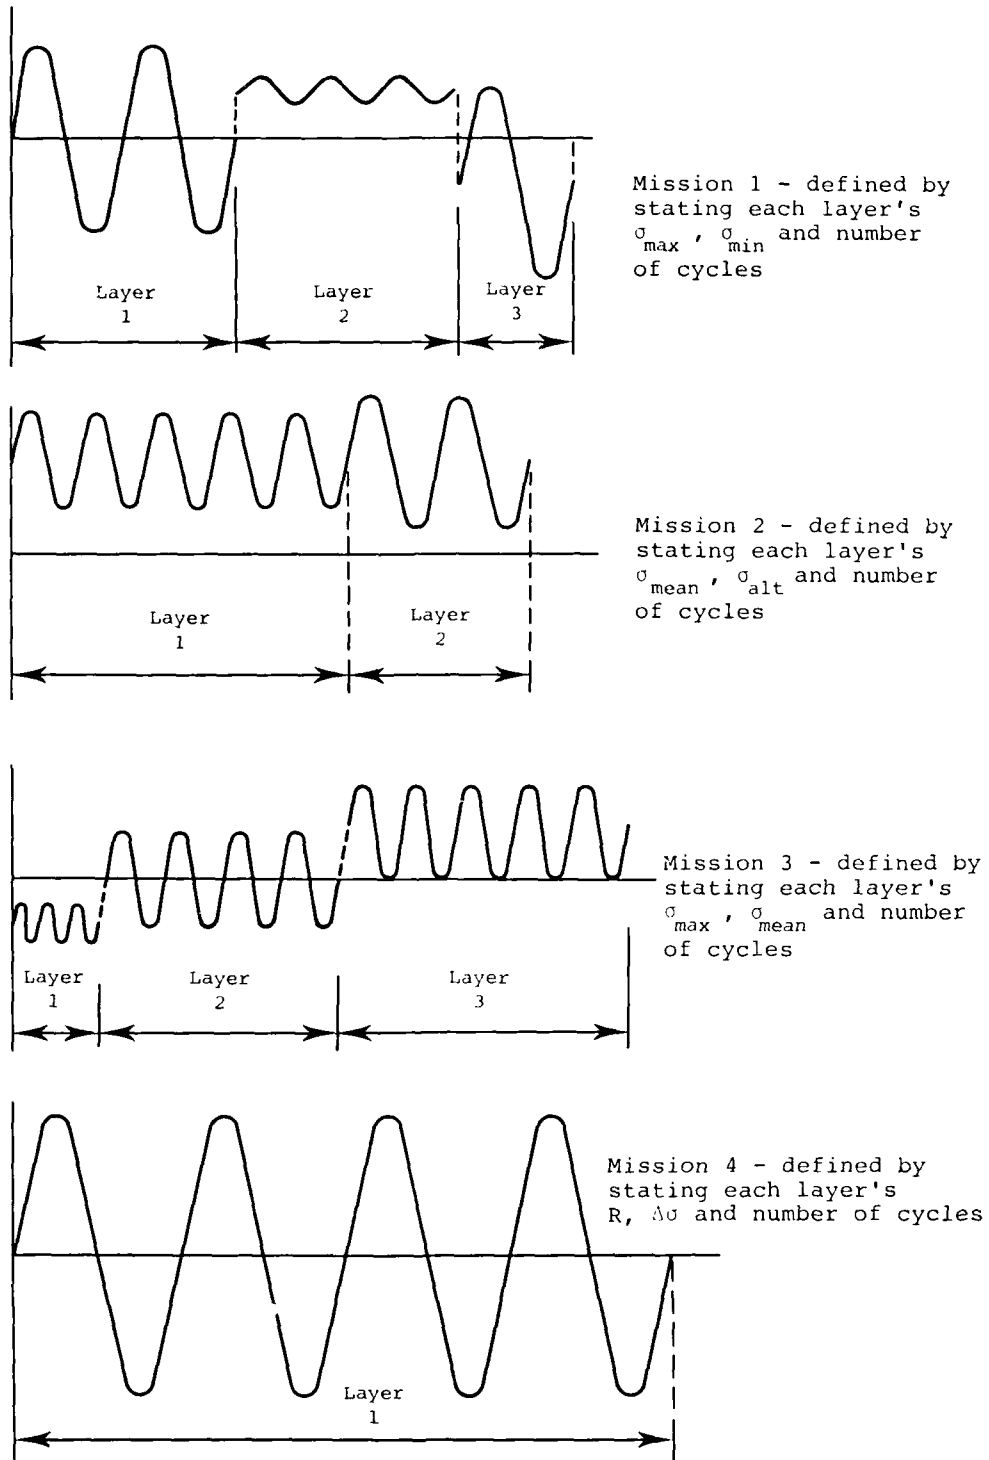 Mission 1 - defined by
stating each layer's
σmax , σmin and number
of cycles
Layer
1
Layer
2
Layer
3
Mission 2 - defined by
stating each layer's
σmean , σalt and number
of cycles
Layer
1
Layer
2
Mission 3 - defined by
stating each layer's
σmax , σmean and number
of cycles
Layer
1
Layer
2
Layer
3
Mission 4 - defined by
stating each layer's
R, Δσ and number of cycles
Layer
1